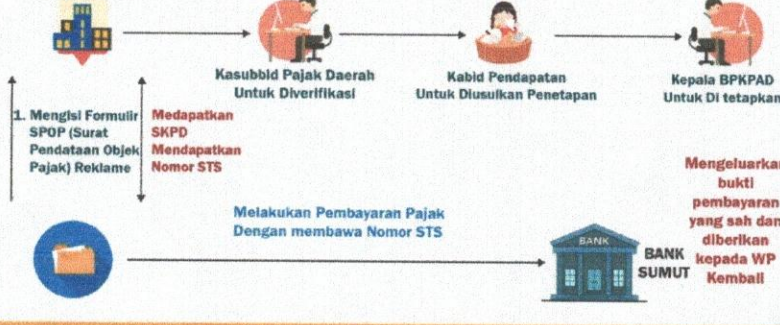 Kasubbid Pajak Daerah
Untuk Diverifikasi
Kabid Pendapatan
Untuk Diusulkan Penetapan
Kepala BPKPAD
Untuk Di tetapkan
1. Mengisi Formulir
SPOP (Surat
Pendataan Objek
Pajak) Reklame
Medapatkan
SKPD
Mendapatkan
Nomor STS
Melakukan Pembayaran Pajak
Dengan membawa Nomor STS
BANK
BANK
SUMUT
Mengeluarkan
bukti
pembayaran
yang sah dan
diberikan
kepada WP
Kembali